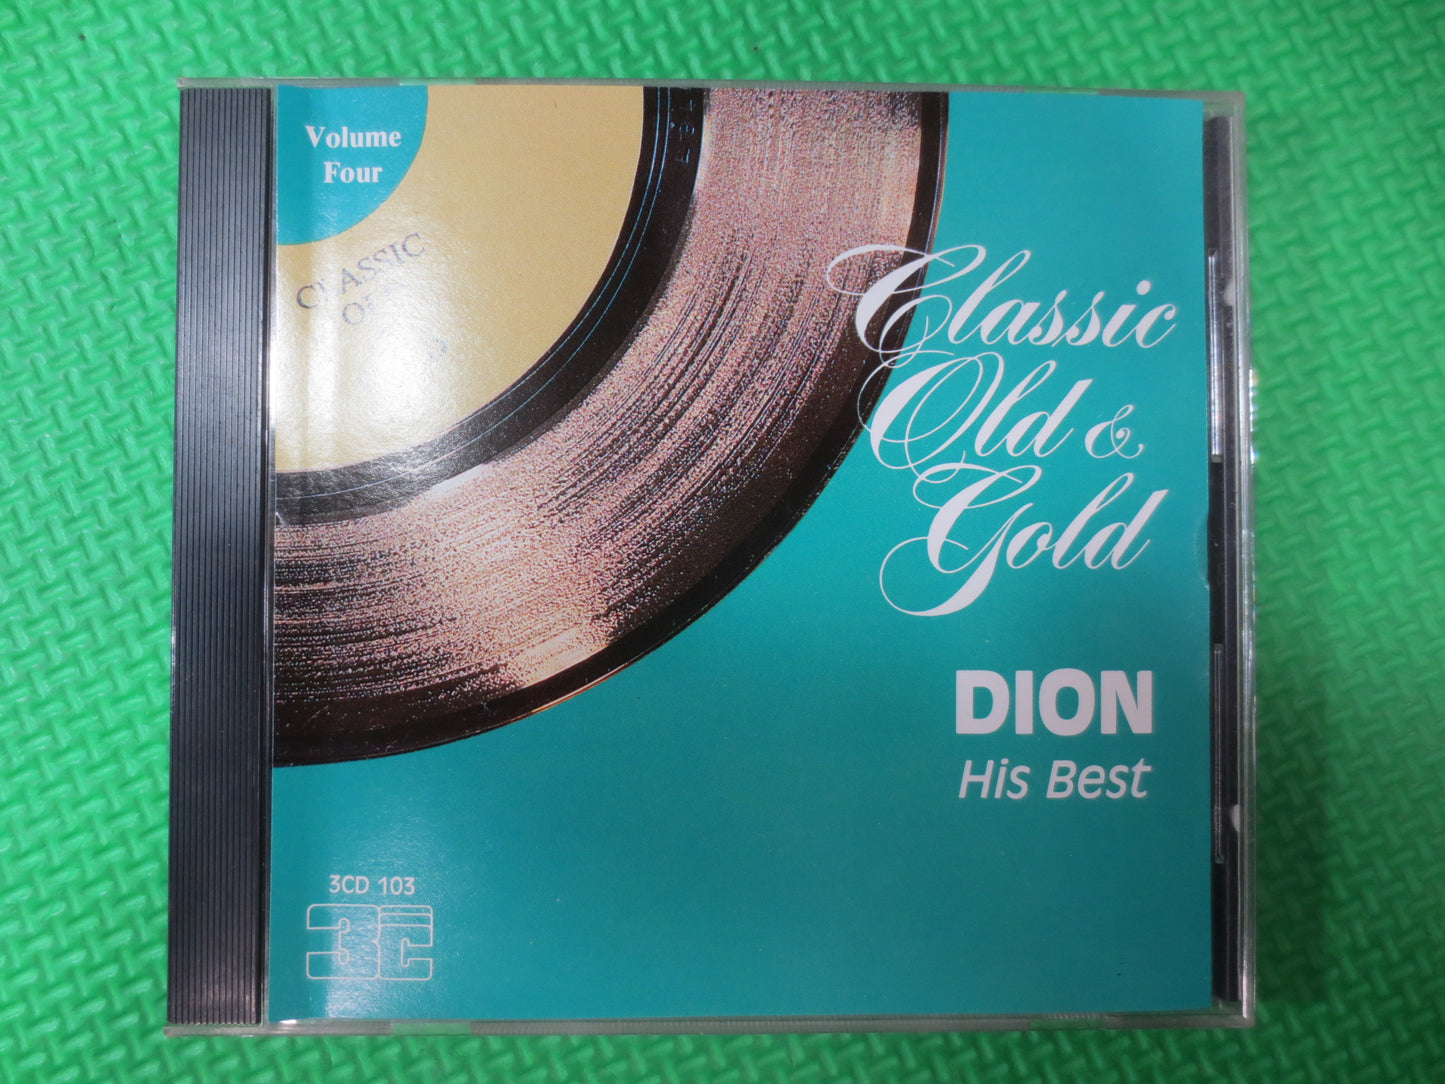 Volume
Four
CLASSIC
Classic
Old &
Gold
DION
His Best
3CD 103
3C